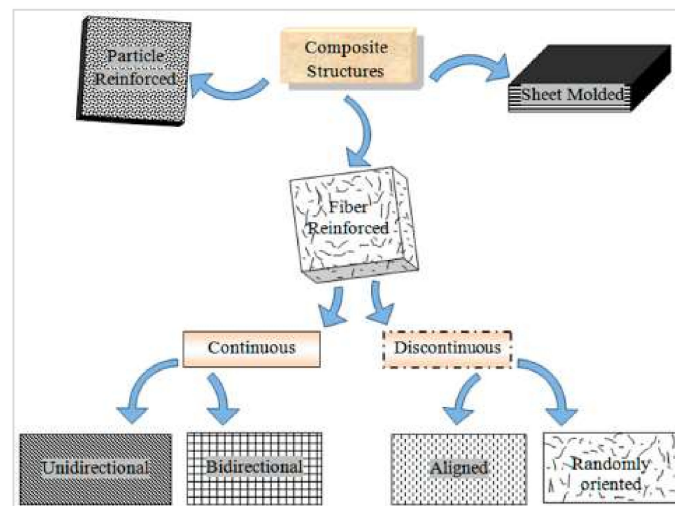 Particle
Reinforced
Composite
Structures
Sheet Molded
Fiber
Reinforced
Continuous
Discontinuous
Unidirectional
Bidirectional
Aligned
Randomly
oriented